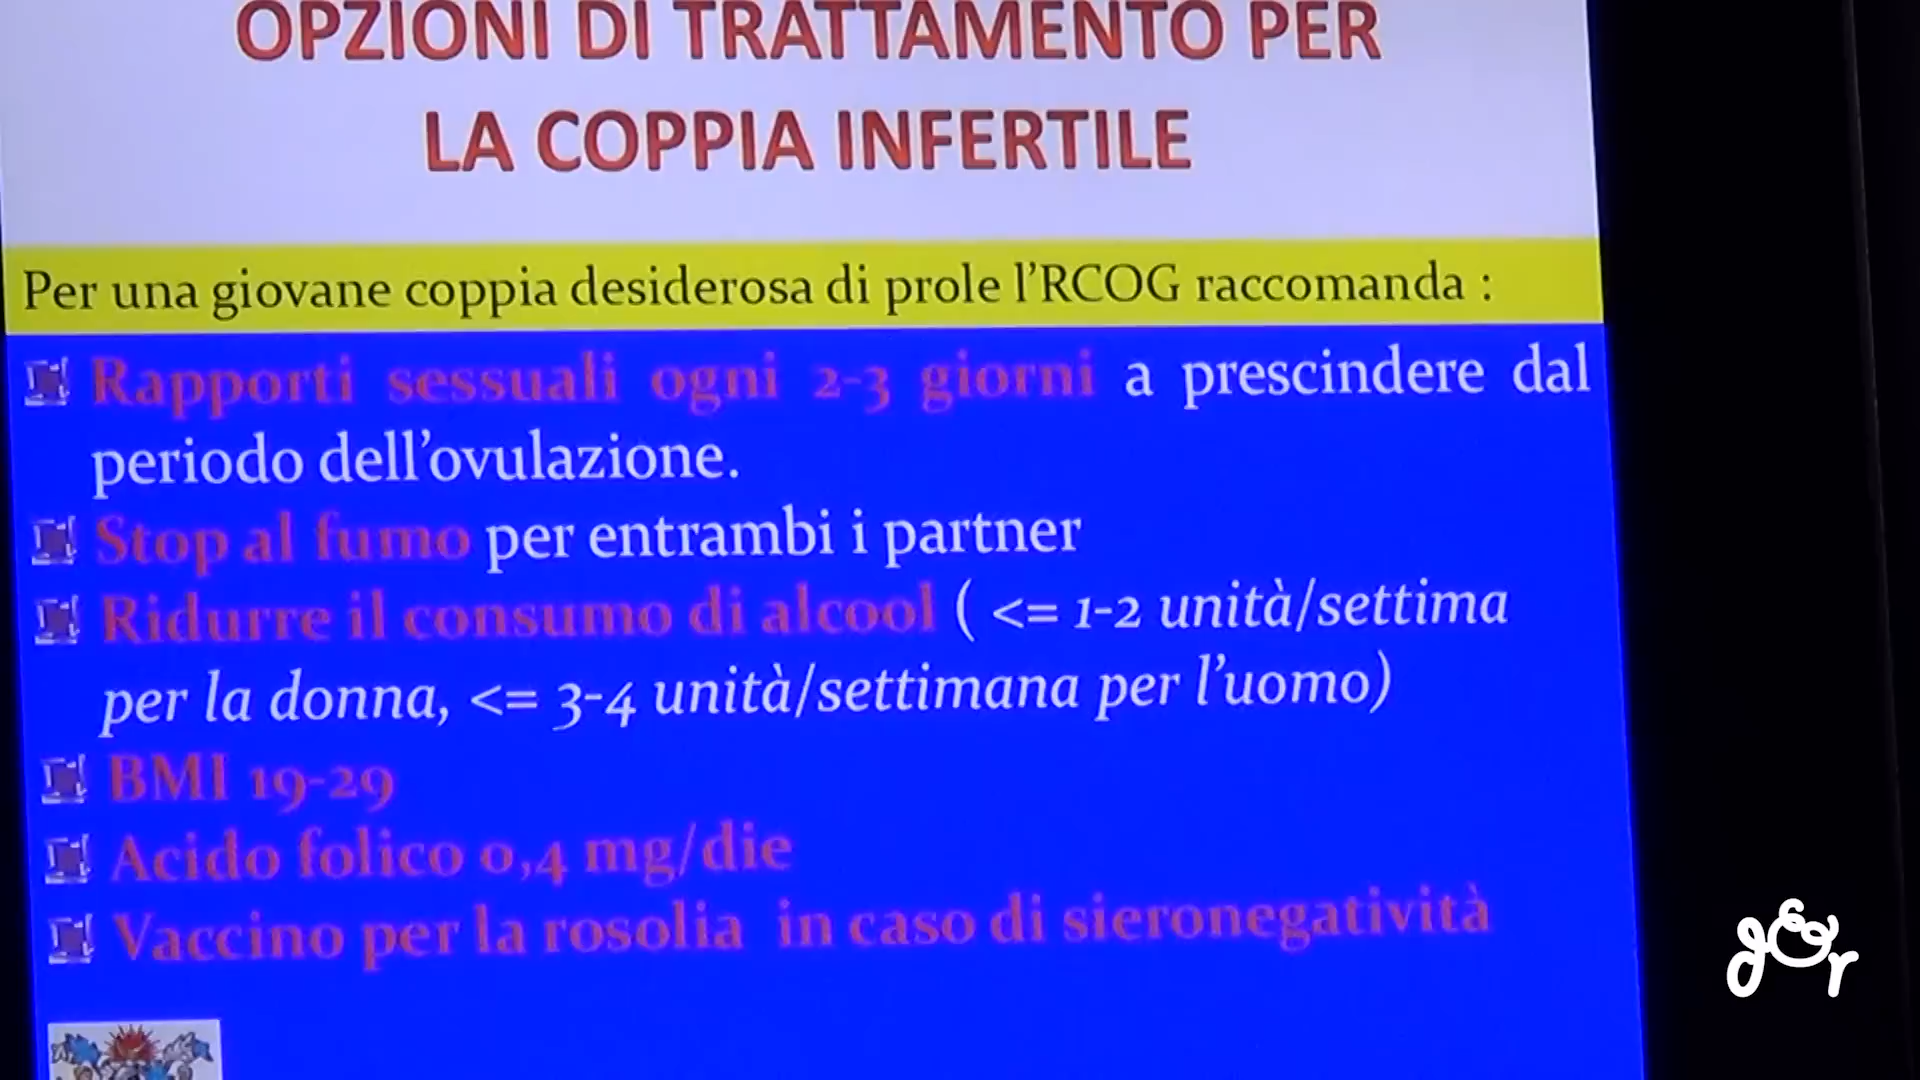 OPZIONI DI TRATTAMENTO PER
LA COPPIA INFERTILE
Per una giovane coppia desiderosa di prole l'RCOG raccomanda :
Rapporti sessuali ogni 2-3 giorni a prescindere dal
periodo dell'ovulazione.
Stop al fumo per entrambi i partner
Ridurre il consumo di alcool ( <= 1-2 unità/settima
per la donna, <= 3-4 unità/settimana per l'uomo)
BMI 19-29
Acido folico 0,4 mg/die
Vaccino per la rosolia in caso di sieronegatività
g&r